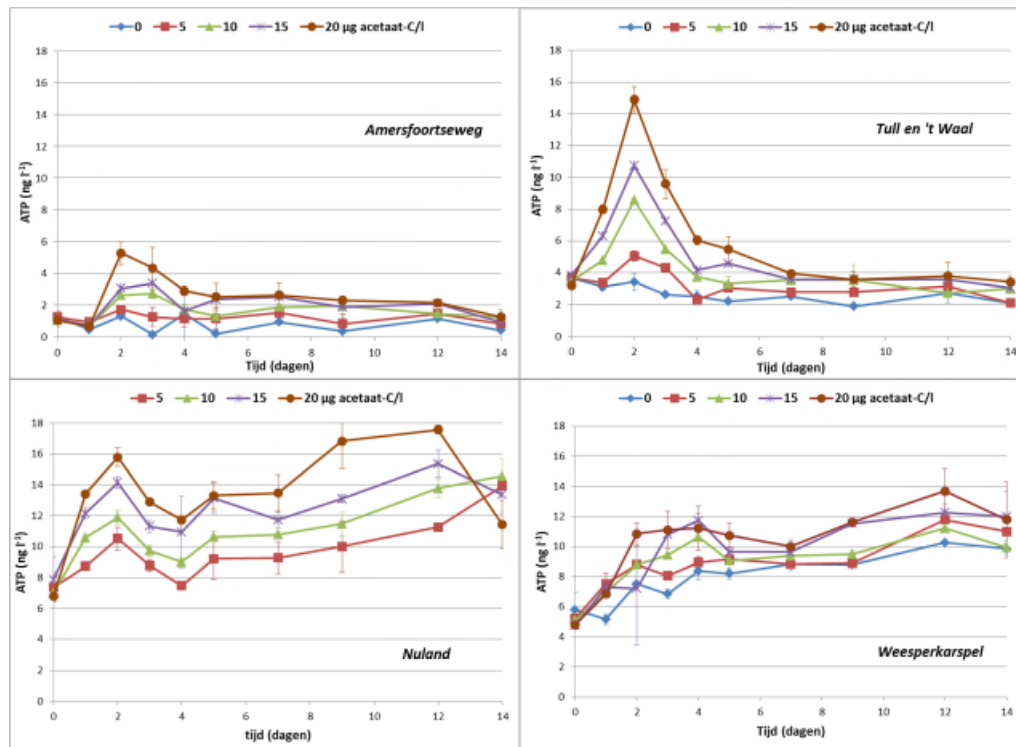 0 5 10 15 20 µg acetaat-C/l
18
16
14
12
10
8
6
4
2
0
ATP (ng l-1)
Amersfoortseweg
0 2 4 6 8 10 12 14
Tijd (dagen)
0 5 10 15 20 µg acetaat-C/l
18
16
14
12
10
8
6
4
2
0
ATP (ng l-1)
Tull en 't Waal
0 2 4 6 8 10 12 14
Tijd (dagen)
5 10 15 20 µg acetaat-C/l
18
16
14
12
10
8
6
4
2
0
ATP (ng l-1)
Nuland
0 2 4 6 8 10 12 14
tijd (dagen)
0 5 10 15 20 µg acetaat-C/l
18
16
14
12
10
8
6
4
2
0
ATP (ng l-1)
Weesperkarspel
0 2 4 6 8 10 12 14
Tijd (dagen)